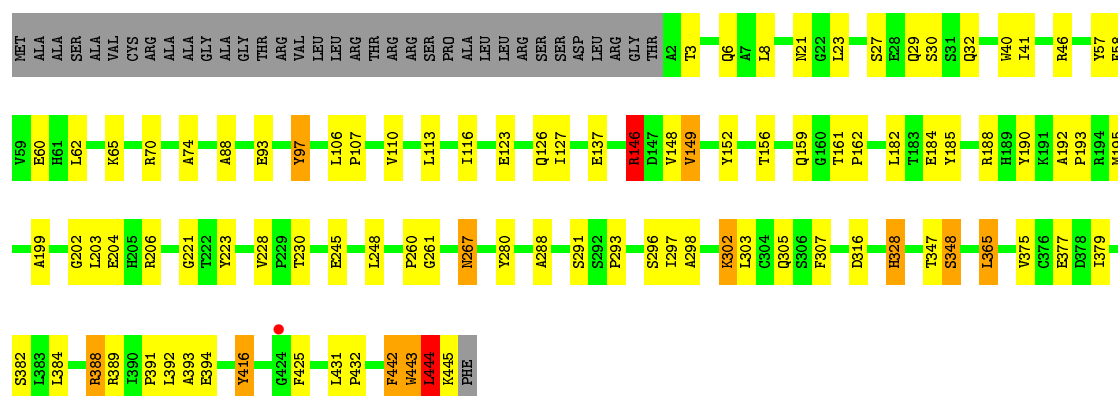 MET ALA ALA SER ALA VAL CYS ARG ALA ALA GLY ALA GLY THR ARG VAL LEU LEU ARG THR ARG ARG SER PRO ALA LEU LEU ARG SER SER ASP LEU ARG GLY THR A2 T3 Q6 A7 L8 N21 G22 L23 S27 E28 Q29 S30 S31 Q32 W40 I41 R46 Y57 E58
V59 E60 H61 L62 K65 R70 A74 A88 E93 Y97 L106 P107 V110 L113 I116 E123 Q126 I127 E137 R146 D147 V148 V149 Y152 T156 Q159 G160 T161 P162 L182 T183 E184 Y185 R188 H189 Y190 K191 A192 P193 R194 M195
A199 G202 L203 E204 H205 R206 G221 T222 Y223 V228 P229 T230 E245 L248 P260 G261 N267 Y280 A288 S291 S292 P293 S296 I297 A298 K302 I303 C304 Q305 S306 F307 D316 H328 T347 S348 L365 V375 C376 E377 D378 I379
S382 L383 L384 R388 R389 I390 P391 L392 A393 E394 Y416 G424 F425 L431 P432 F442 W443 L444 K445 PHE